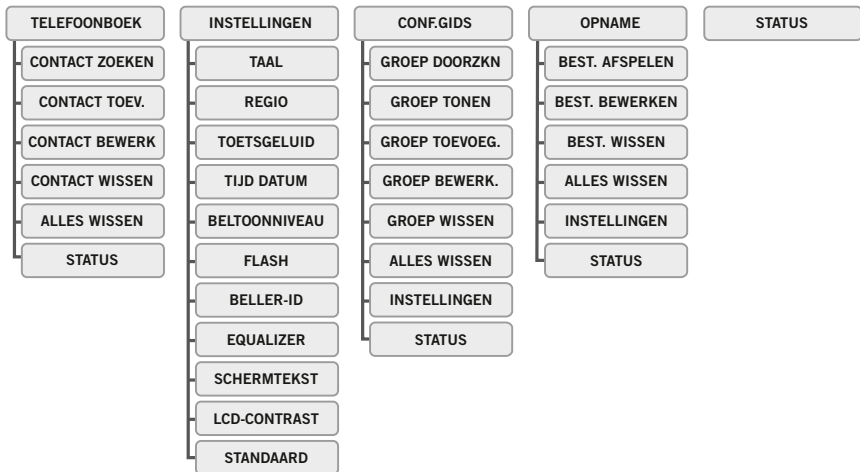 TELEFOONBOEK
CONTACT ZOEKEN
CONTACT TOEV.
CONTACT BEWERK
CONTACT WISSEN
ALLES WISSEN
STATUS
INSTELLINGEN
TAAL
REGIO
TOETSGELUID
TIJD DATUM
BELTOONNIVEAU
FLASH
BELLER-ID
EQUALIZER
SCHERMTEKST
LCD-CONTRAST
STANDAARD
CONF.GIDS
GROEP DOORZKN
GROEP TONEN
GROEP TOEVOEG.
GROEP BEWERK.
GROEP WISSEN
ALLES WISSEN
INSTELLINGEN
STATUS
OPNAME
BEST. AFSPELEN
BEST. BEWERKEN
BEST. WISSEN
ALLES WISSEN
INSTELLINGEN
STATUS
STATUS